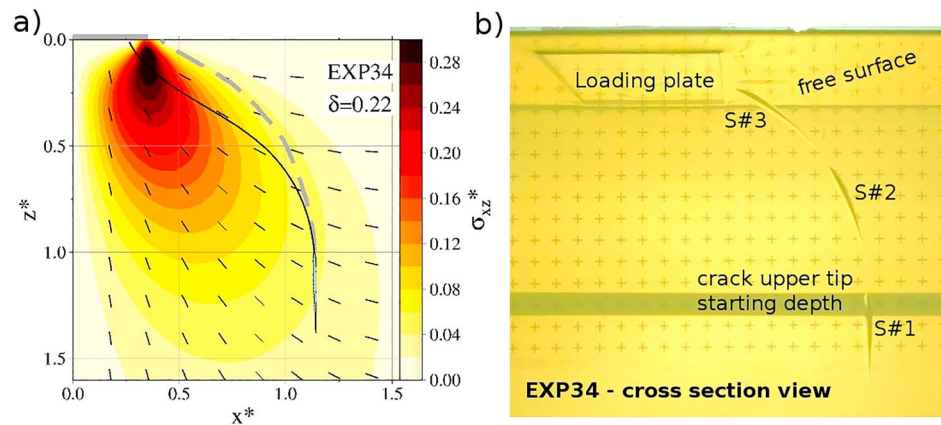 a)
EXP34
δ=0.22
0.0
0.5
1.0
1.5
z*
0.0
0.5
1.0
1.5
x*
0.28
0.24
0.20
0.16
0.12
0.08
0.04
0.00
σxz*
b)
Loading plate
free surface
S#3
S#2
crack upper tip
starting depth
S#1
EXP34 - cross section view